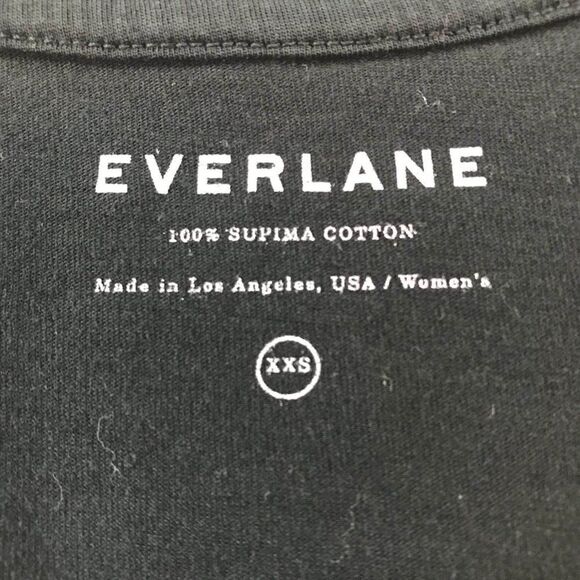 EVERLANE
100% SUPIMA COTTON
Made in Los Angeles, USA / Women's
XXS